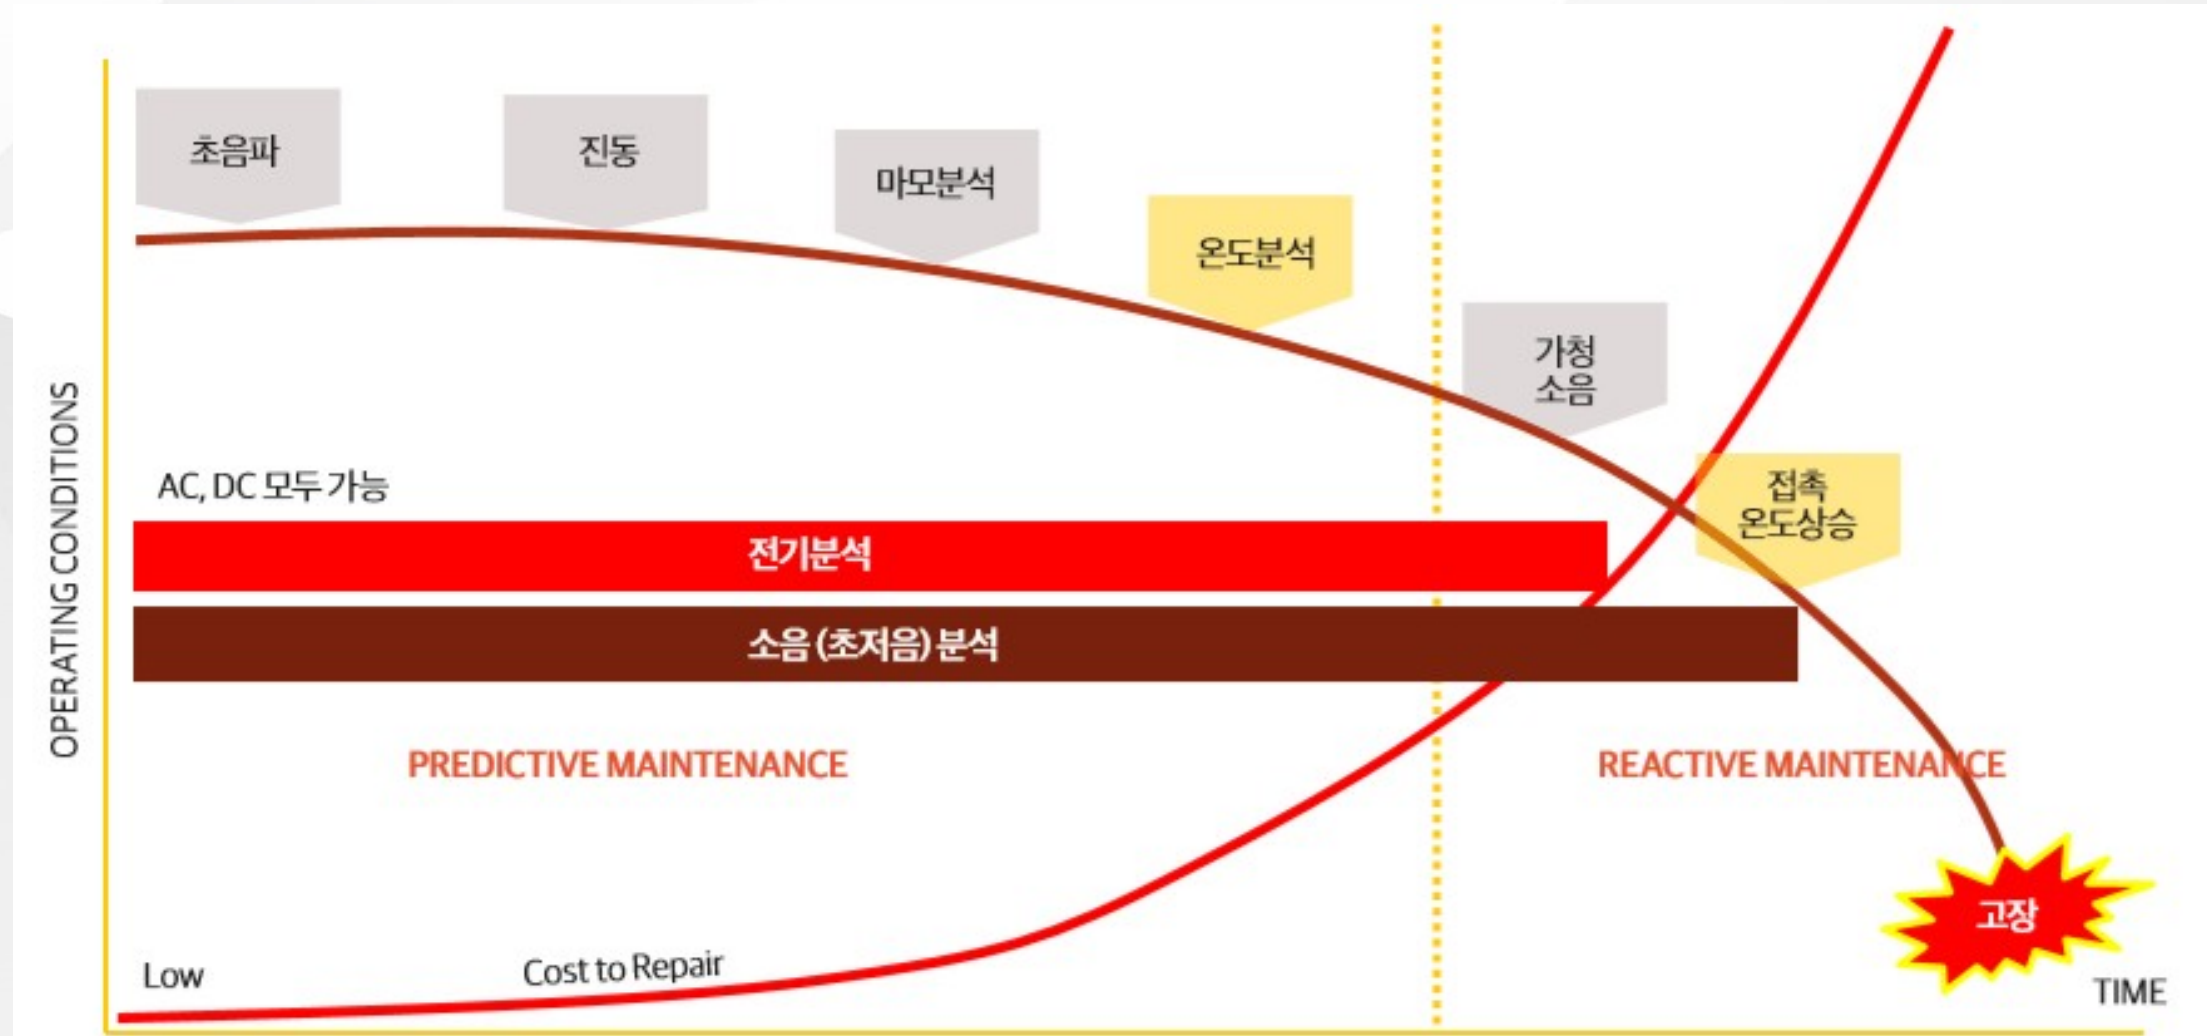 초음파
진동
마모분석
온도분석
가청
소음
접촉
온도상승
OPERATING CONDITIONS
AC, DC 모두 가능
전기분석
소음 (초저음) 분석
PREDICTIVE MAINTENANCE
REACTIVE MAINTENANCE
고장
Low
Cost to Repair
TIME